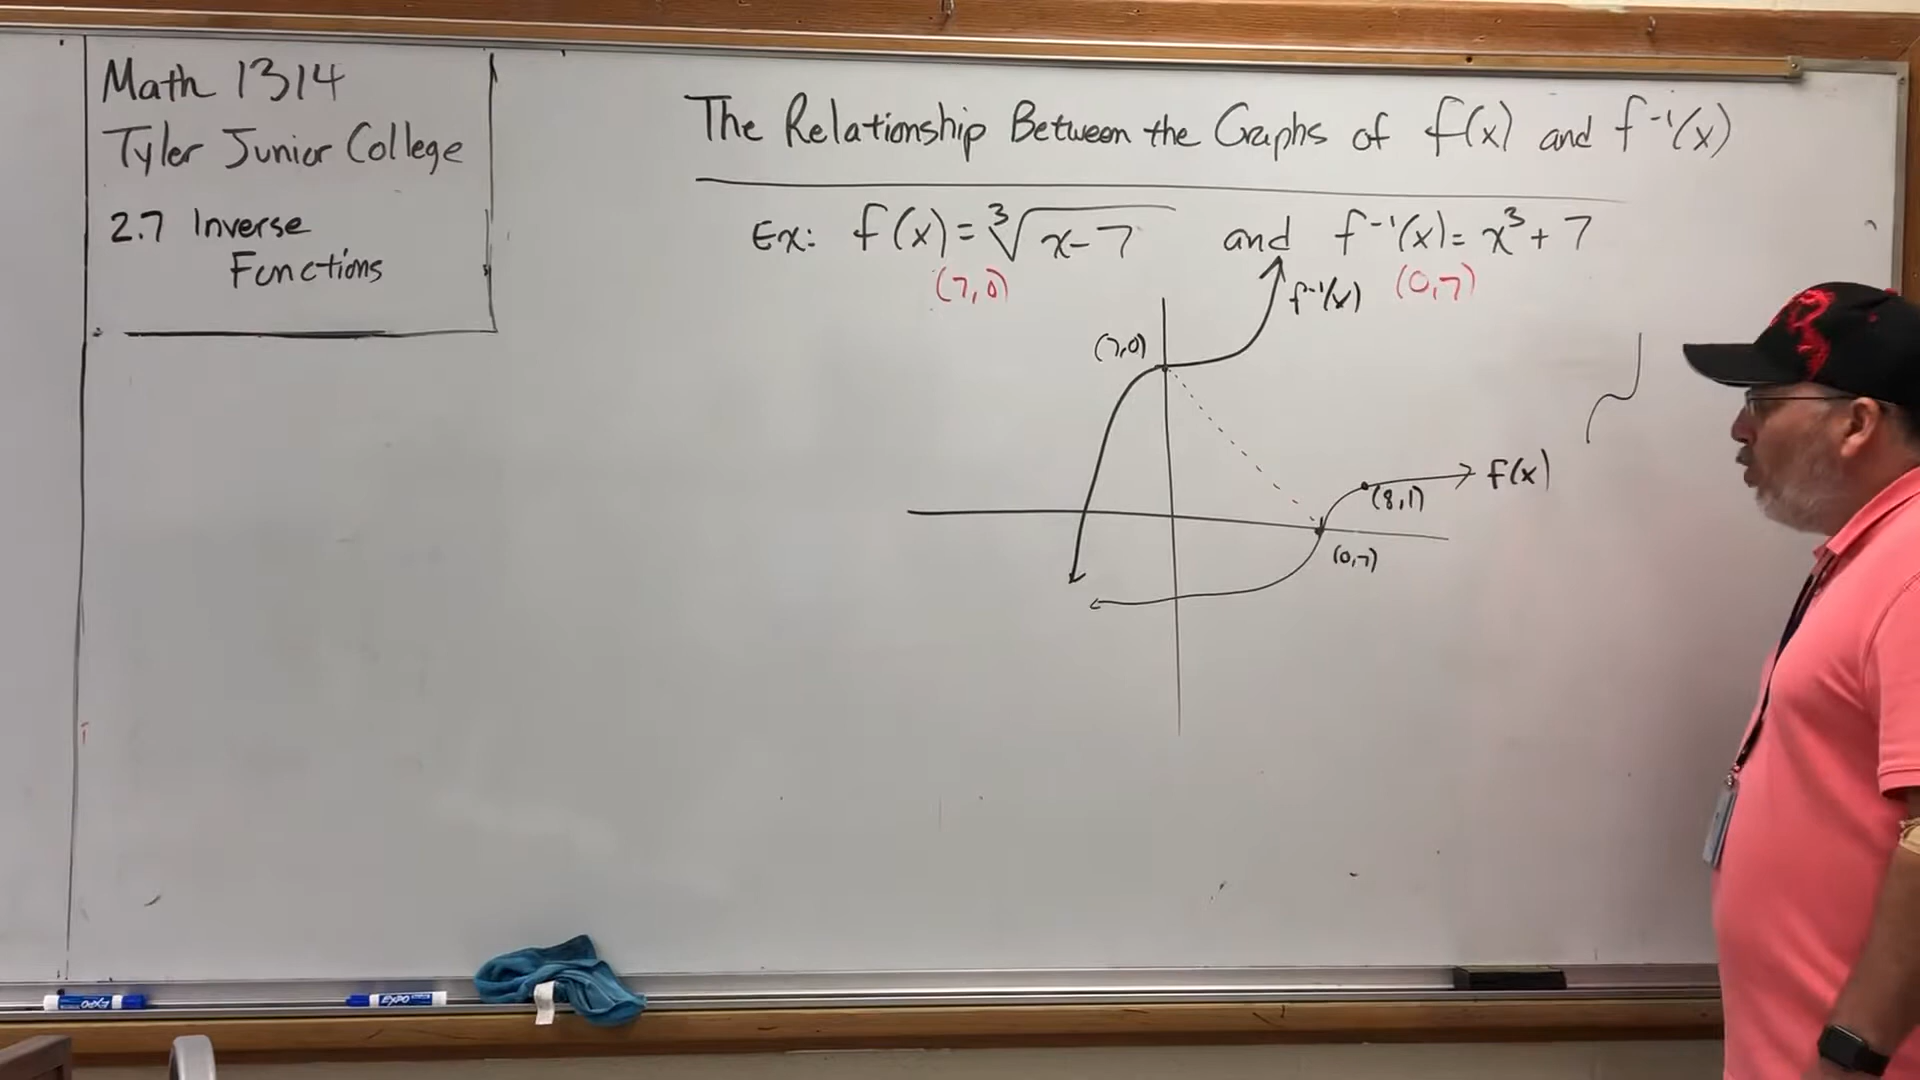 Math 1314
Tyler Junior College
2.7 Inverse
Functions
The Relationship Between the Graphs of f(x) and f⁻¹(x)
Ex: f(x) = ∛(x-7) and f⁻¹(x) = x³ + 7
(7,0) (0,7)
f⁻¹(x)
(7,0)
f(x)
(8,1)
(0,7)
EXPO
EXPO